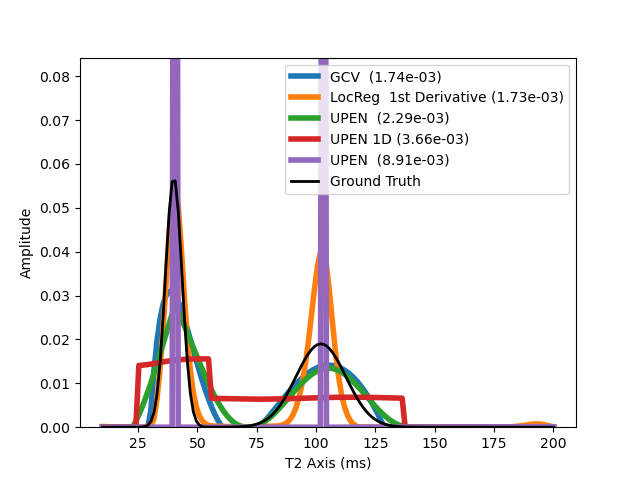 0.08
0.07
0.06
0.05
0.04
0.03
0.02
0.01
0.00
Amplitude
GCV (1.74e-03)
LocReg 1st Derivative (1.73e-03)
UPEN (2.29e-03)
UPEN 1D (3.66e-03)
UPEN (8.91e-03)
Ground Truth
25 50 75 100 125 150 175 200
T2 Axis (ms)